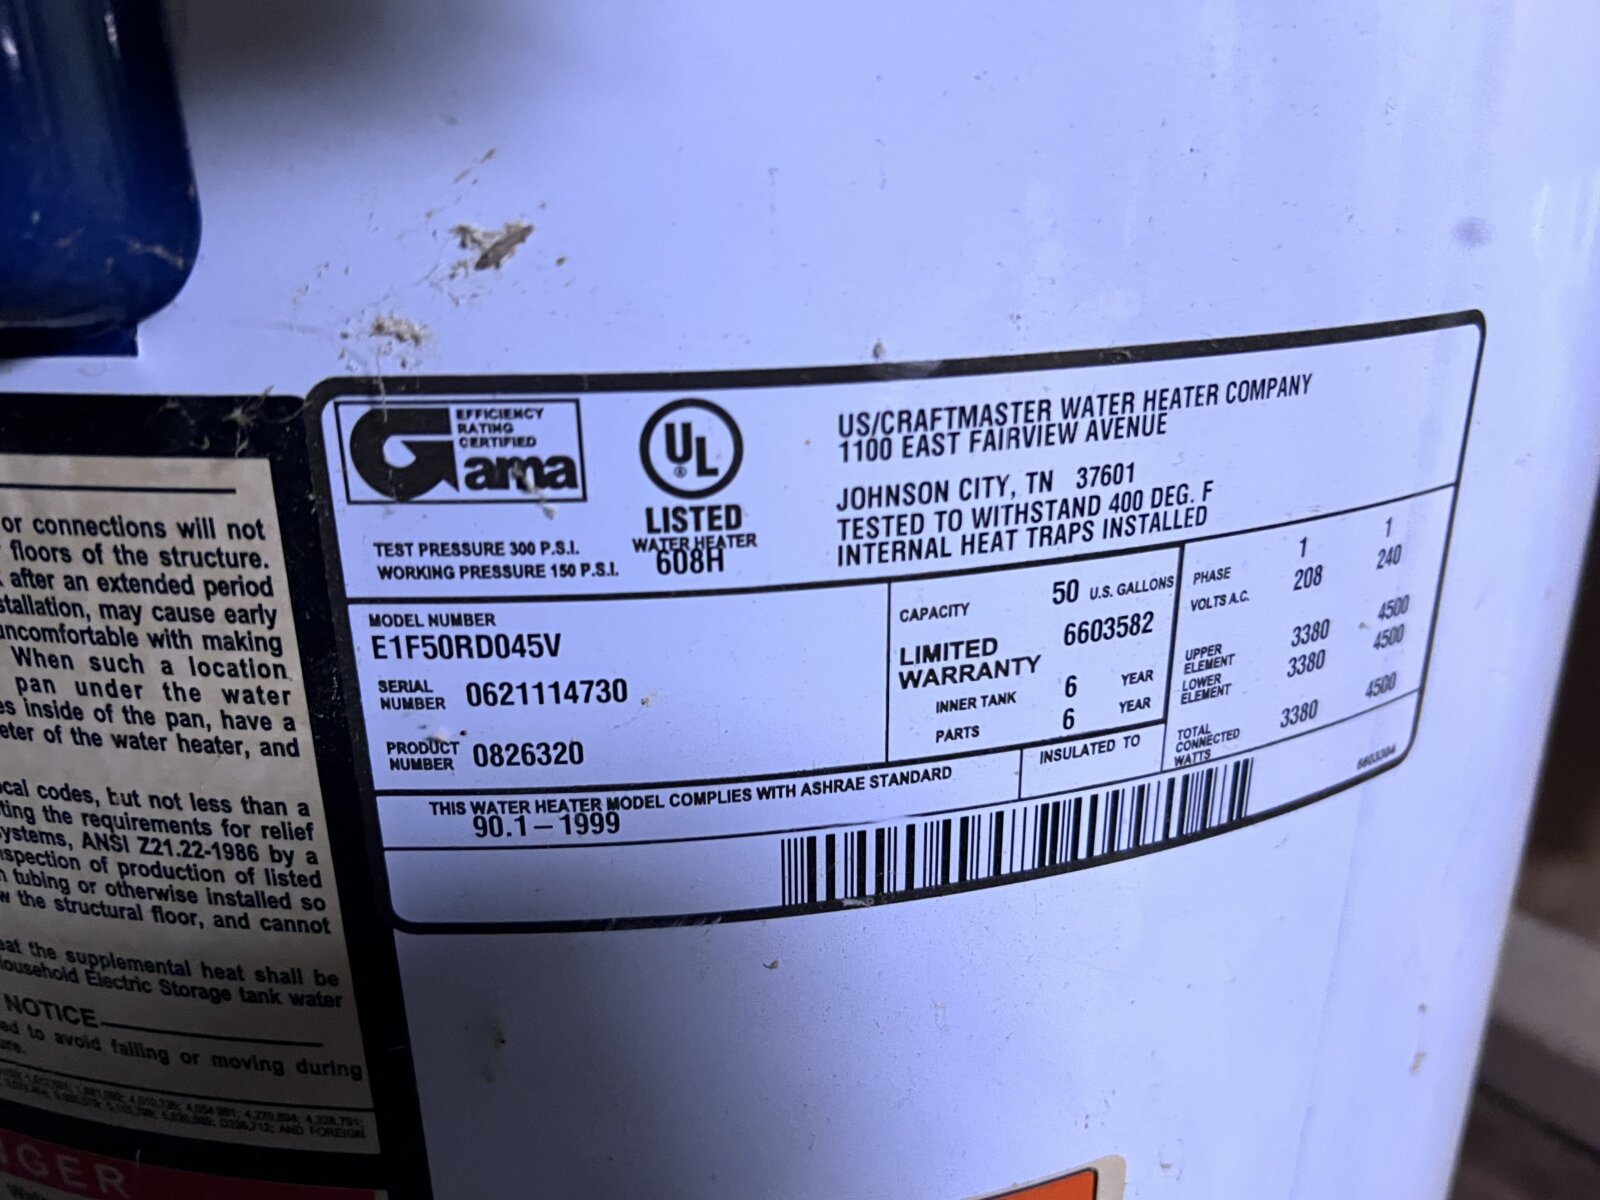 or connections will not
floors of the structure.
after an extended period
stallation, may cause early
uncomfortable with making
When such a location
pan under the water
es inside of the pan, have a
eter of the water heater, and
cal codes, but not less than a
ting the requirements for relief
systems, ANSI Z21.22-1986 by a
nspection of production of listed
n tubing or otherwise installed so
w the structural floor, and cannot
eat the supplemental heat shall be
Household Electric Storage tank water
NOTICE
ed to avoid falling or moving during
ure.
NGER
EFFICIENCY
RATING
CERTIFIED
Gama
TEST PRESSURE 300 P.S.I.
WORKING PRESSURE 150 P.S.I.
UL
®
LISTED
WATER HEATER
608H
US/CRAFTMASTER WATER HEATER COMPANY
1100 EAST FAIRVIEW AVENUE
JOHNSON CITY, TN 37601
TESTED TO WITHSTAND 400 DEG. F
INTERNAL HEAT TRAPS INSTALLED
MODEL NUMBER
E1F50RD045V
SERIAL
NUMBER 0621114730
PRODUCT
NUMBER 0826320
CAPACITY 50 U.S. GALLONS
6603582
LIMITED
WARRANTY
INNER TANK 6 YEAR
PARTS 6 YEAR
PHASE 1 1
VOLTS A.C. 208 240
UPPER
ELEMENT 3380 4500
LOWER
ELEMENT 3380 4500
TOTAL
CONNECTED
WATTS 3380 4500
THIS WATER HEATER MODEL COMPLIES WITH ASHRAE STANDARD
90.1 – 1999
INSULATED TO